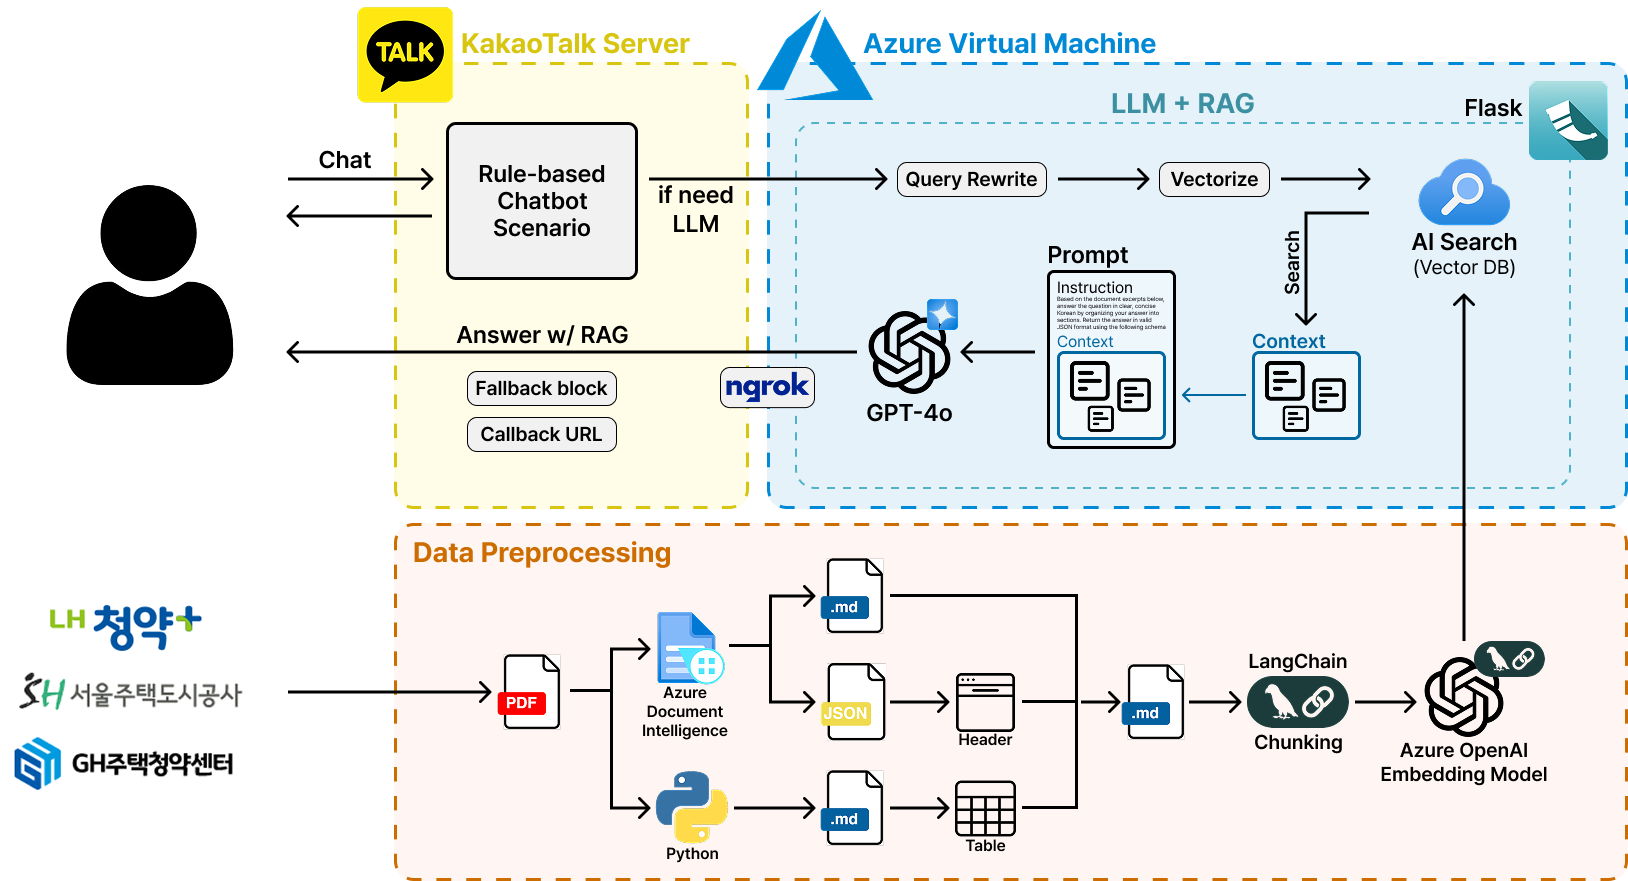 TALK
KakaoTalk Server
Azure Virtual Machine
LLM + RAG
Flask
Chat
Rule-based
Chatbot
Scenario
if need
LLM
Query Rewrite
Vectorize
AI Search
(Vector DB)
Search
Prompt
Instruction
Based on the document excerpts below,
answer the question in clear, concise
Korean by organizing your answer into
sections. Return the answer in valid
JSON format using the following schema
Context
Context
Answer w/ RAG
Fallback block
Callback URL
ngrok
GPT-4o
Data Preprocessing
LH 청약+
SH 서울주택도시공사
GH주택청약센터
PDF
Azure
Document
Intelligence
Python
.md
JSON
.md
Header
Table
.md
LangChain
Chunking
Azure OpenAI
Embedding Model